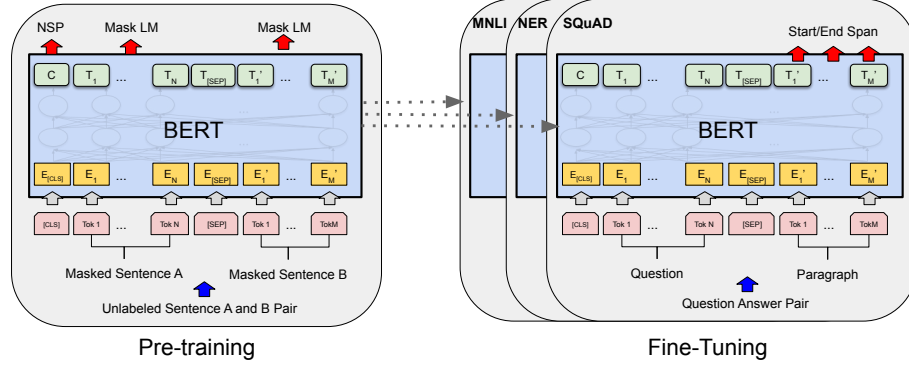 NSP Mask LM Mask LM
C T1 ... TN T[SEP] T1' ... TM'
BERT
E[CLS] E1 ... EN E[SEP] E1' ... EM'
[CLS] Tok 1 ... Tok N [SEP] Tok 1 ... TokM
Masked Sentence A Masked Sentence B
Unlabeled Sentence A and B Pair
Pre-training
MNLI NER SQuAD
Start/End Span
C T1 ... TN T[SEP] T1' ... TM'
BERT
E[CLS] E1 ... EN E[SEP] E1' ... EM'
[CLS] Tok 1 ... Tok N [SEP] Tok 1 ... TokM
Question Paragraph
Question Answer Pair
Fine-Tuning